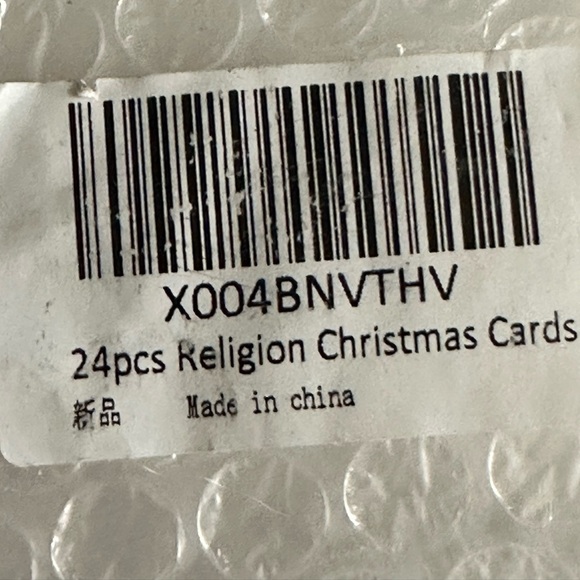 X004BNVTHV
24pcs Religion Christmas Cards
新品 Made in china